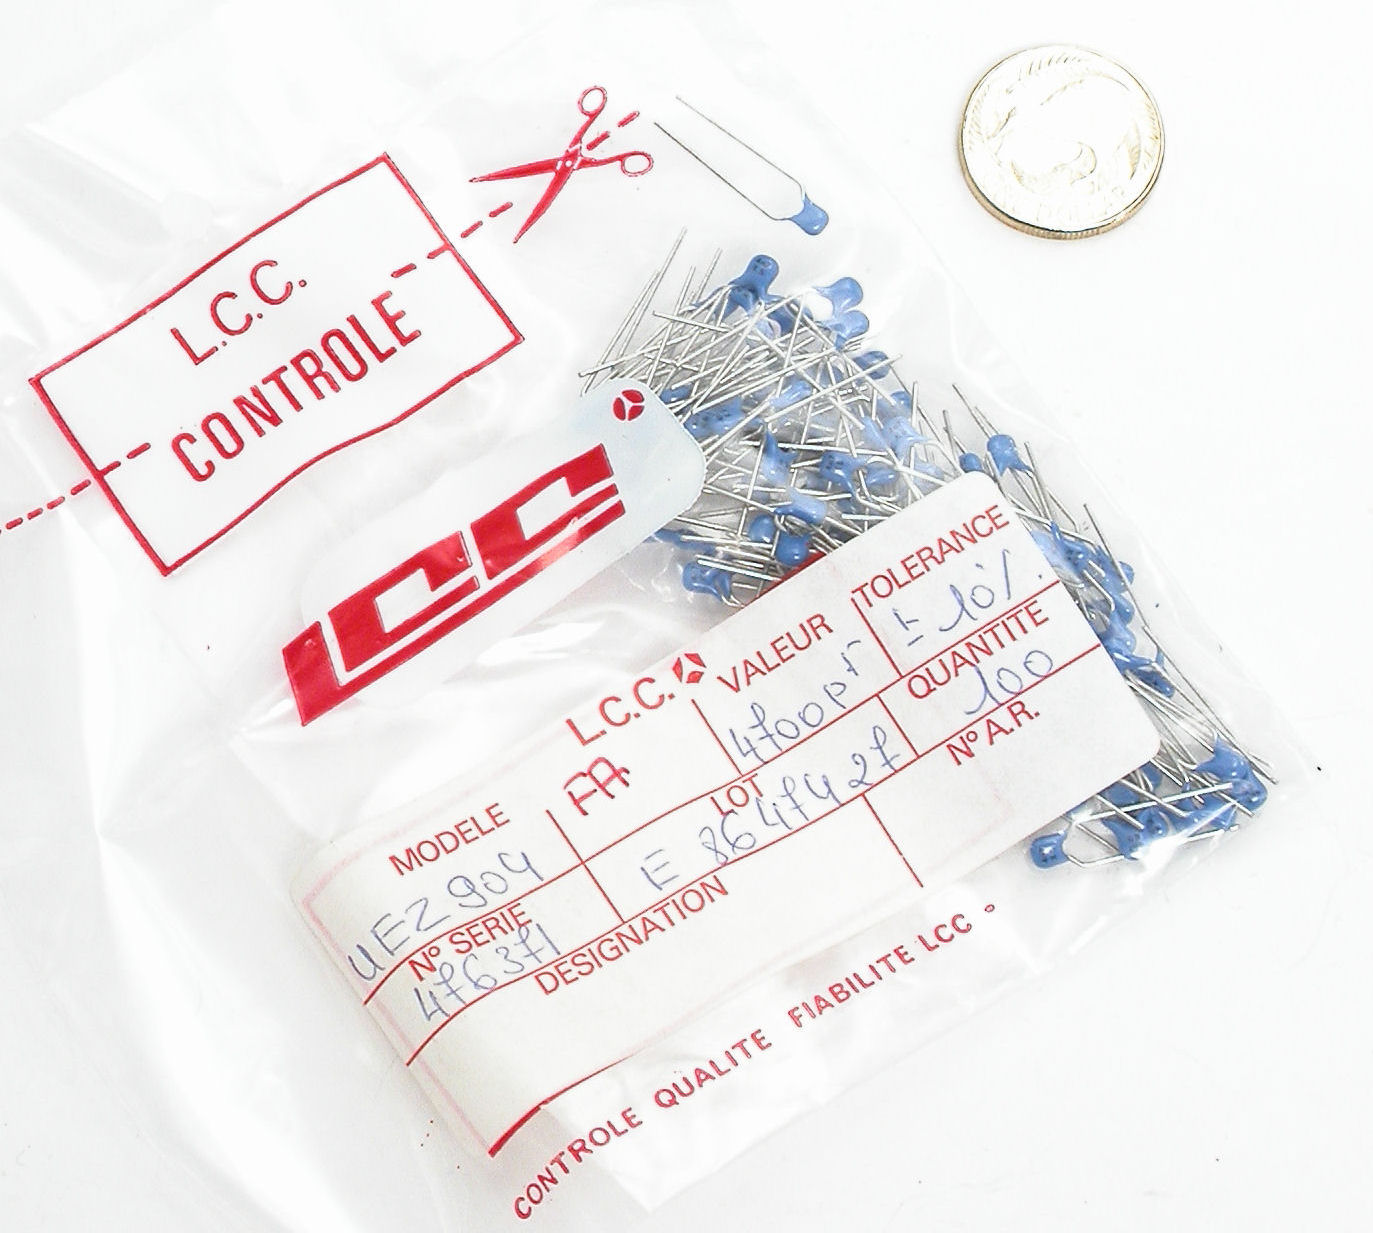 L.C.C.
CONTROLE
LCC
L.C.C.
MODELE
UEZ904
FA
VALEUR
4700pF
TOLERANCE
± 10%.
N° SERIE
476371
LOT
E 8647427
QUANTITE
100
DESIGNATION
N° A.R.
CONTROLE QUALITE FIABILITE LCC.